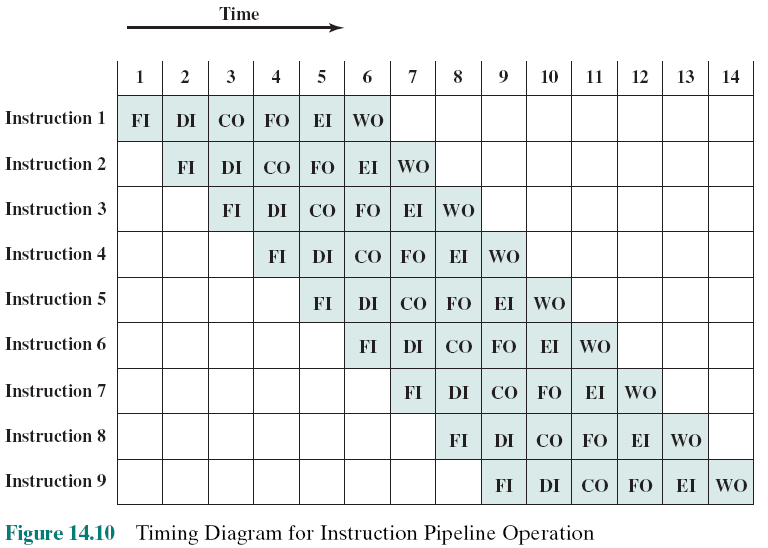 Time
1 2 3 4 5 6 7 8 9 10 11 12 13 14
Instruction 1 FI DI CO FO EI WO
Instruction 2 FI DI CO FO EI WO
Instruction 3 FI DI CO FO EI WO
Instruction 4 FI DI CO FO EI WO
Instruction 5 FI DI CO FO EI WO
Instruction 6 FI DI CO FO EI WO
Instruction 7 FI DI CO FO EI WO
Instruction 8 FI DI CO FO EI WO
Instruction 9 FI DI CO FO EI WO
Figure 14.10 Timing Diagram for Instruction Pipeline Operation